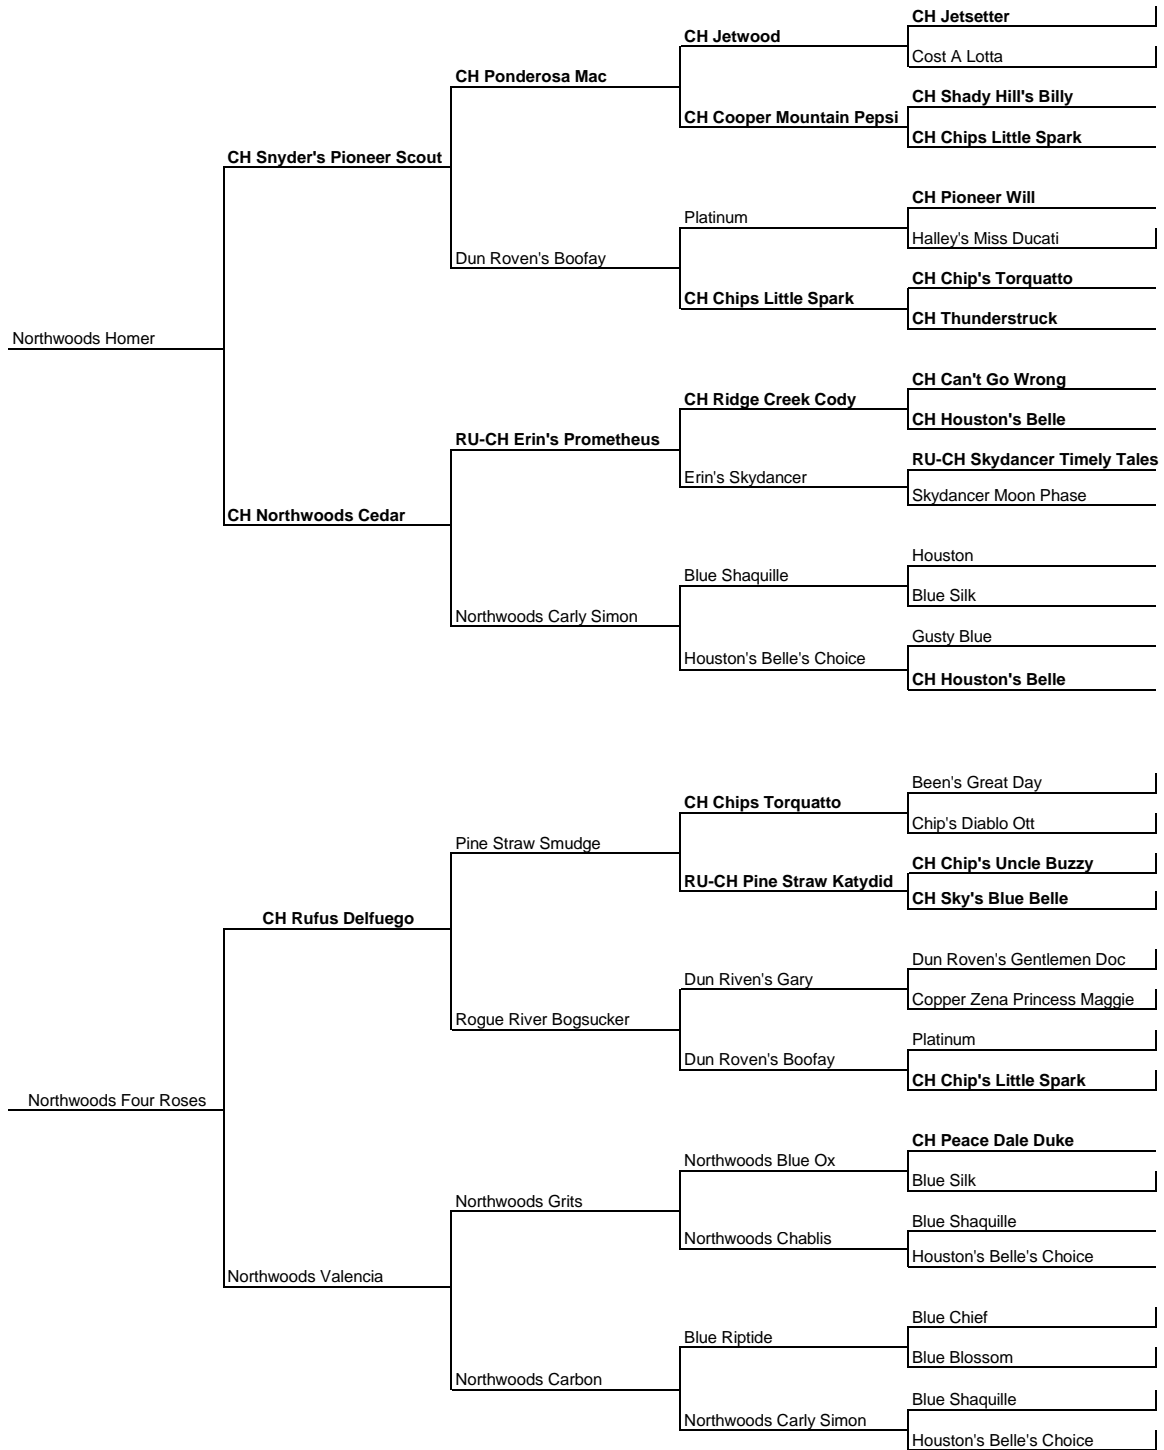 CH Jetsetter
CH Jetwood
Cost A Lotta
CH Ponderosa Mac
CH Shady Hill's Billy
CH Cooper Mountain Pepsi
CH Chips Little Spark
CH Snyder's Pioneer Scout
CH Pioneer Will
Platinum
Halley's Miss Ducati
Dun Roven's Boofay
CH Chip's Torquatto
CH Chips Little Spark
CH Thunderstruck
Northwoods Homer
CH Can't Go Wrong
CH Ridge Creek Cody
CH Houston's Belle
RU-CH Erin's Prometheus
RU-CH Skydancer Timely Tales
Erin's Skydancer
Skydancer Moon Phase
CH Northwoods Cedar
Houston
Blue Shaquille
Blue Silk
Northwoods Carly Simon
Gusty Blue
Houston's Belle's Choice
CH Houston's Belle
Been's Great Day
CH Chips Torquatto
Chip's Diablo Ott
Pine Straw Smudge
CH Chip's Uncle Buzzy
RU-CH Pine Straw Katydid
CH Sky's Blue Belle
CH Rufus Delfuego
Dun Roven's Gentlemen Doc
Dun Riven's Gary
Copper Zena Princess Maggie
Rogue River Bogsucker
Platinum
Dun Roven's Boofay
CH Chip's Little Spark
Northwoods Four Roses
CH Peace Dale Duke
Northwoods Blue Ox
Blue Silk
Northwoods Grits
Blue Shaquille
Northwoods Chablis
Houston's Belle's Choice
Northwoods Valencia
Blue Chief
Blue Riptide
Blue Blossom
Northwoods Carbon
Blue Shaquille
Northwoods Carly Simon
Houston's Belle's Choice